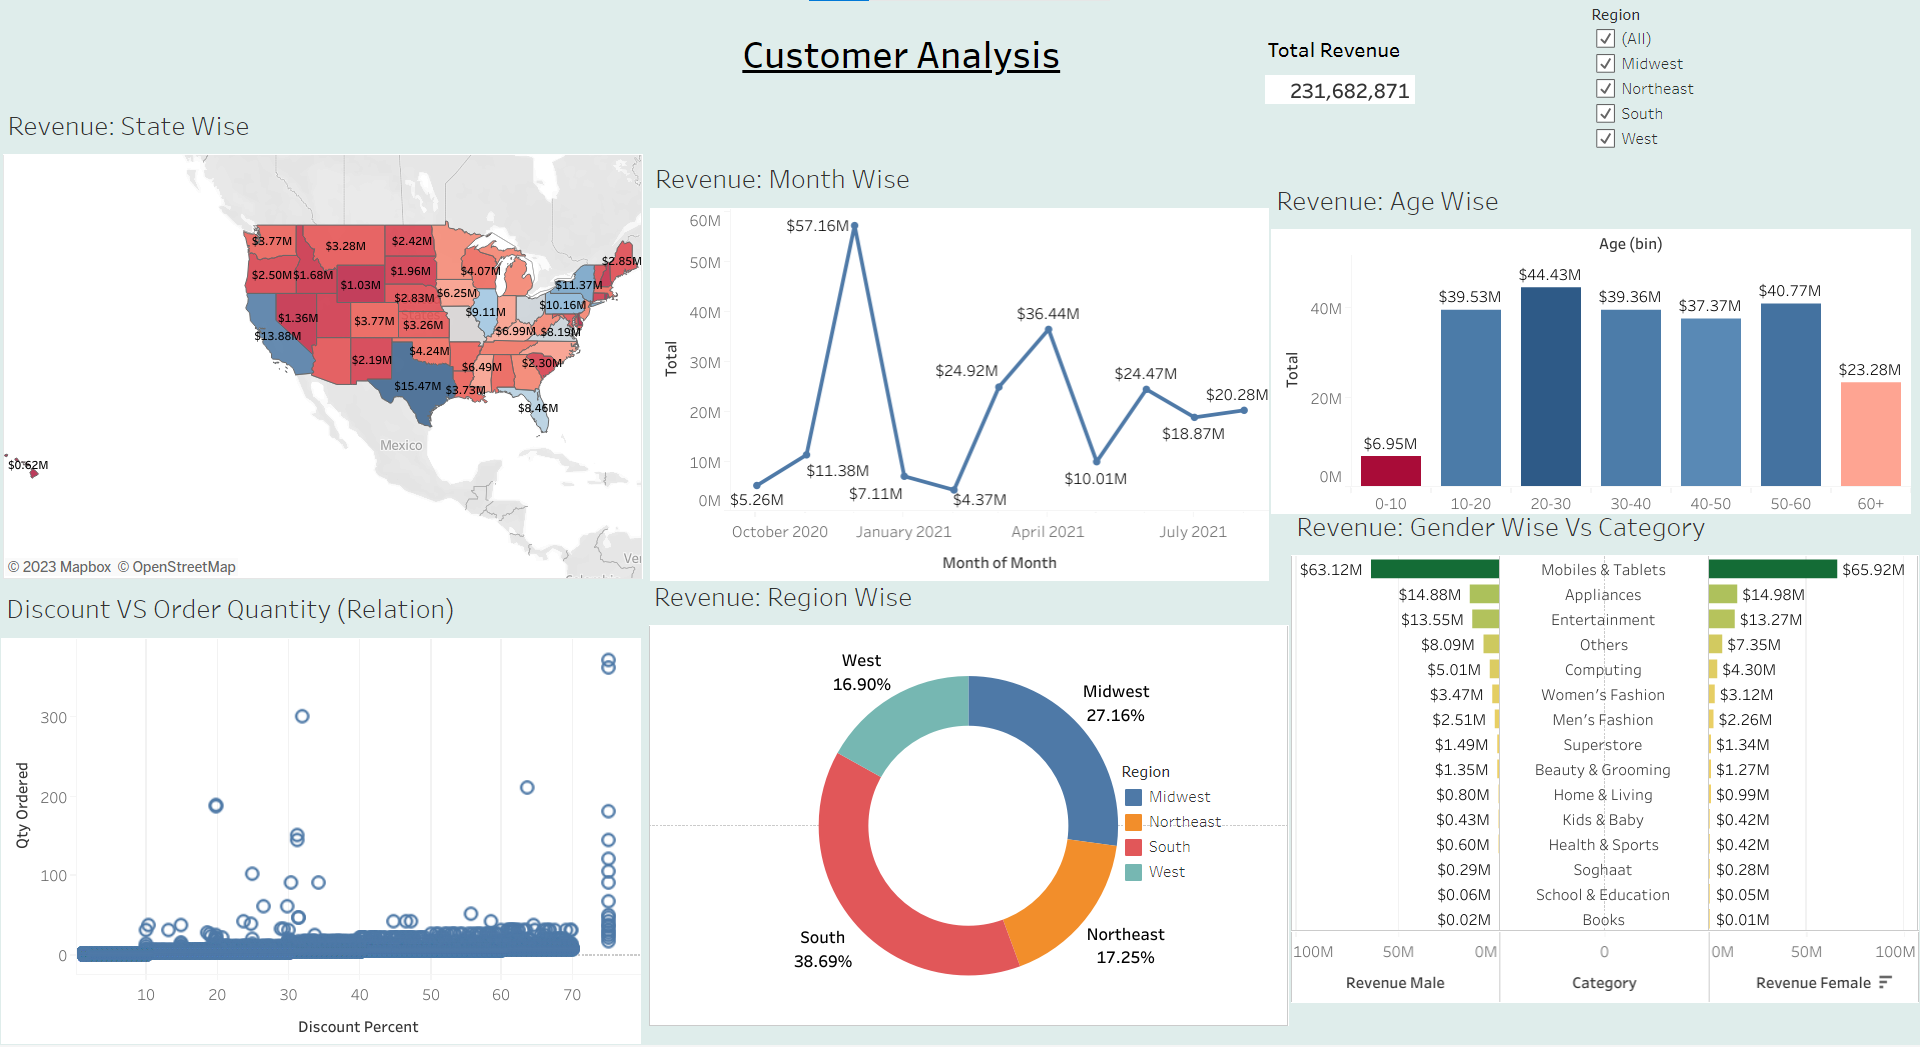 Customer Analysis
Total Revenue
231,682,871
Region
(All)
Midwest
Northeast
South
West
Revenue: State Wise
$3.77M
$3.28M
$2.42M
$2.85M
$2.50M
$1.68M
$1.96M
$4.07M
$1.03M
$11.37M
$2.83M
$6.25M
$10.16M
$1.36M
$3.77M
$3.26M
$9.11M
$13.88M
$6.99M
$8.19M
$2.19M
$4.24M
$6.49M
$2.30M
$15.47M
$3.73M
$8.46M
Mexico
$0.62M
Ven
© 2023 Mapbox © OpenStreetMap
Revenue: Month Wise
60M
50M
40M
30M
20M
10M
0M
Total
$57.16M
$36.44M
$24.92M
$24.47M
$20.28M
$18.87M
$11.38M
$10.01M
$7.11M
$5.26M
$4.37M
October 2020
January 2021
April 2021
July 2021
Month of Month
Revenue: Age Wise
Age (bin)
40M
20M
0M
Total
$6.95M
$39.53M
$44.43M
$39.36M
$37.37M
$40.77M
$23.28M
0-10
10-20
20-30
30-40
40-50
50-60
60+
Discount VS Order Quantity (Relation)
300
200
100
0
Qty Ordered
10
20
30
40
50
60
70
Discount Percent
Revenue: Region Wise
West
16.90%
Midwest
27.16%
South
38.69%
Northeast
17.25%
Region
Midwest
Northeast
South
West
Revenue: Gender Wise Vs Category
$63.12M Mobiles & Tablets $65.92M
$14.88M Appliances $14.98M
$13.55M Entertainment $13.27M
$8.09M Others $7.35M
$5.01M Computing $4.30M
$3.47M Women's Fashion $3.12M
$2.51M Men's Fashion $2.26M
$1.49M Superstore $1.34M
$1.35M Beauty & Grooming $1.27M
$0.80M Home & Living $0.99M
$0.43M Kids & Baby $0.42M
$0.60M Health & Sports $0.42M
$0.29M Soghaat $0.28M
$0.06M School & Education $0.05M
$0.02M Books $0.01M
100M 50M 0M 0 0M 50M 100M
Revenue Male Category Revenue Female